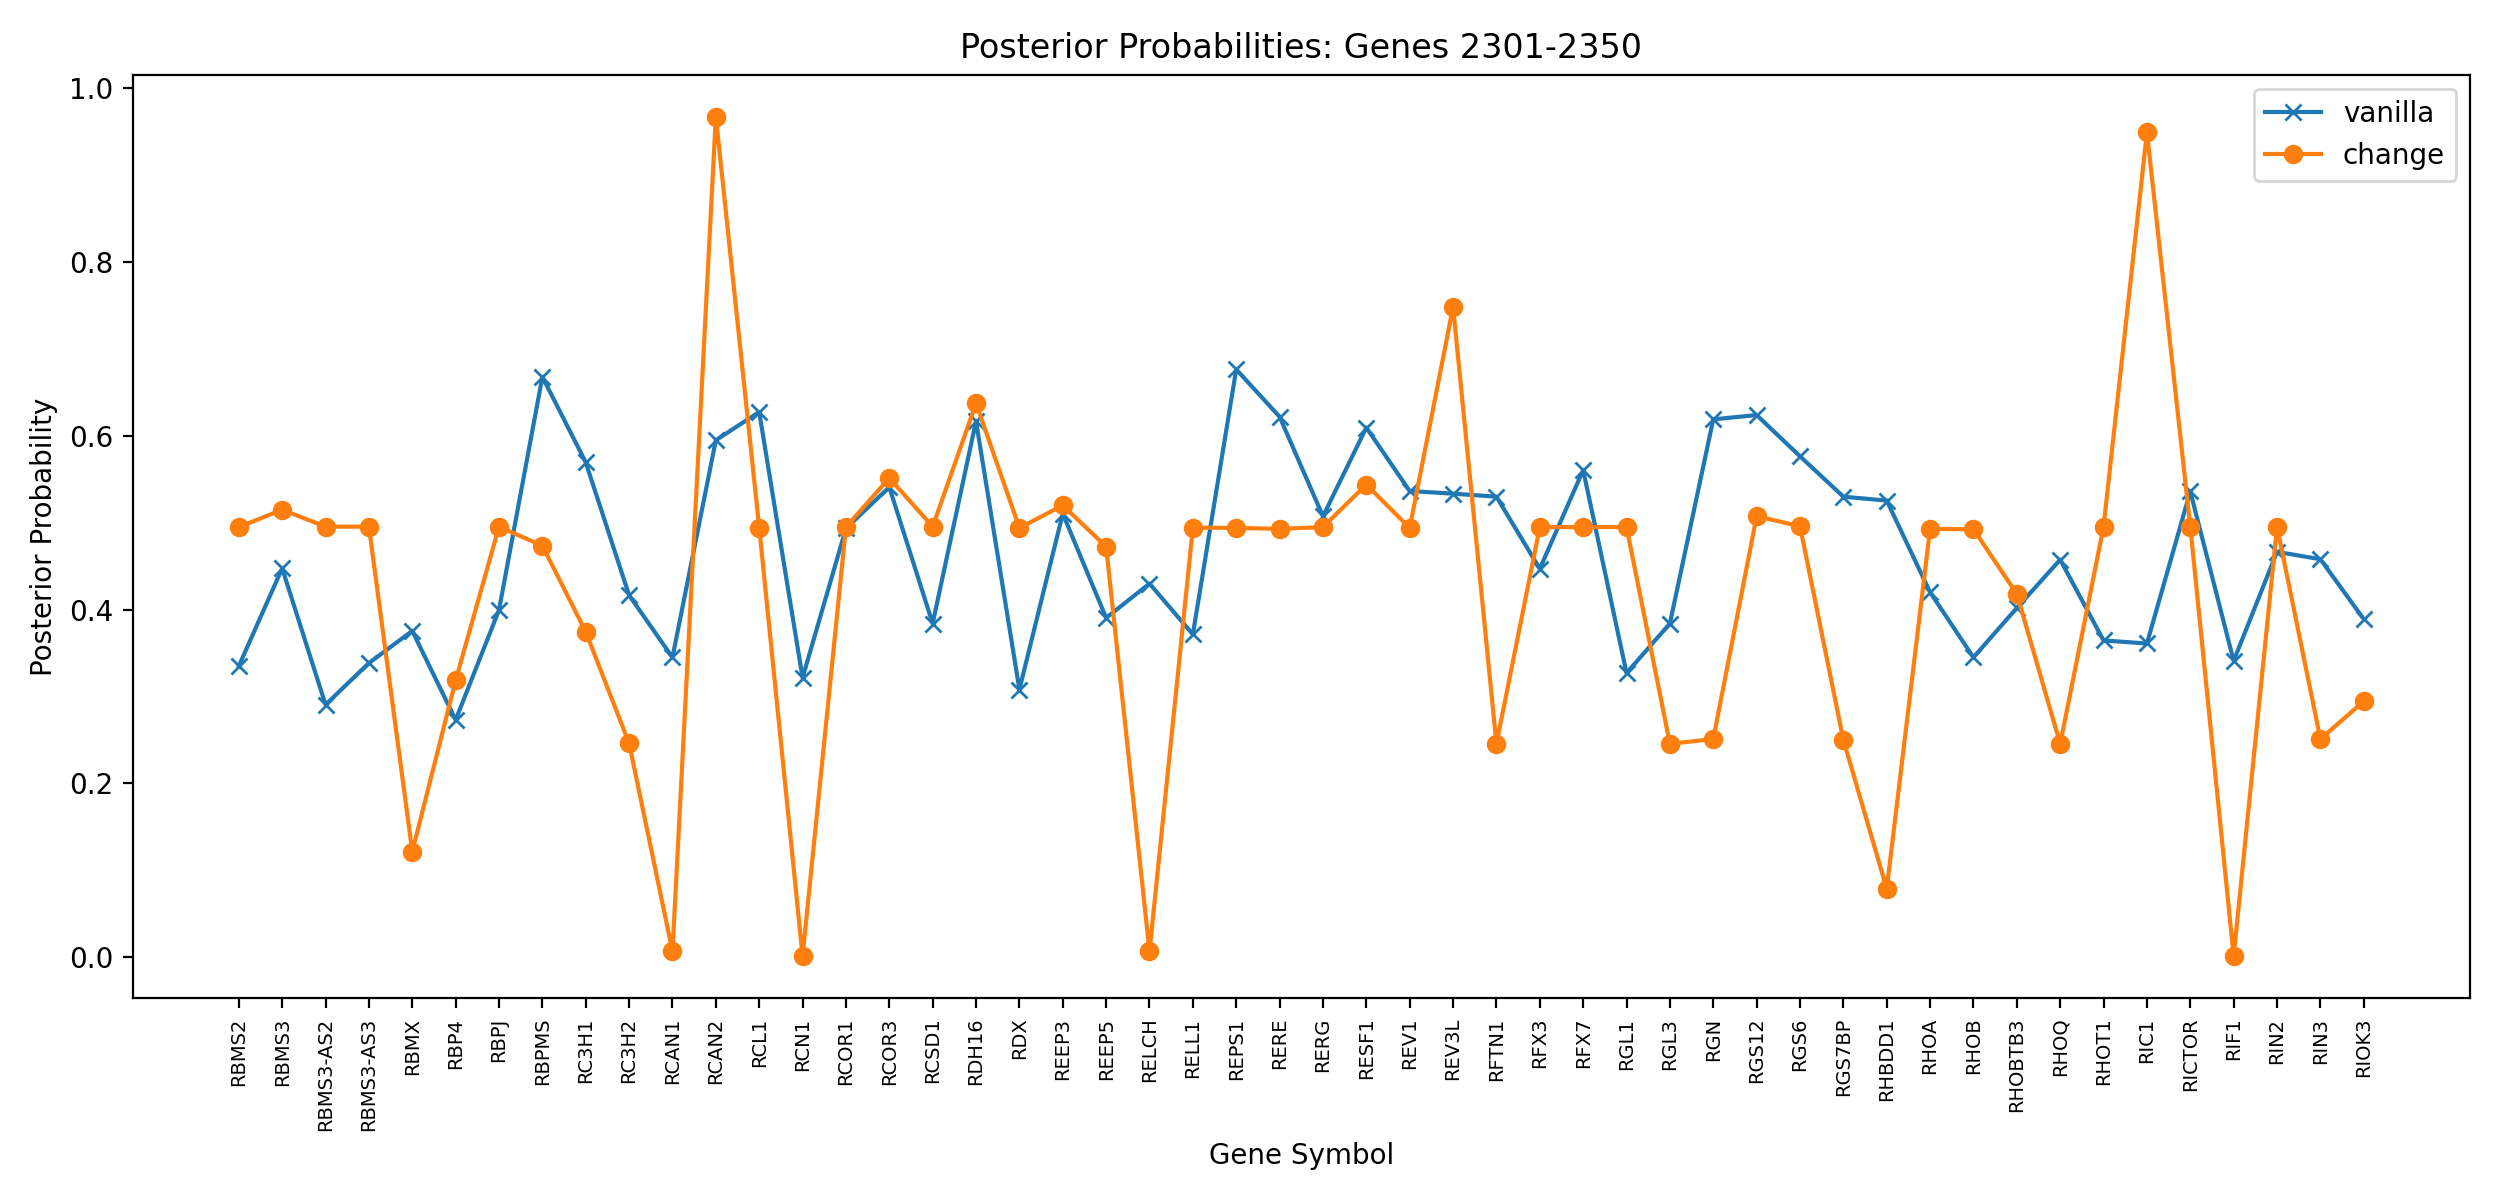 Posterior Probabilities: Genes 2301-2350
1.0
0.8
0.6
0.4
0.2
0.0
Posterior Probability
vanilla
change
RBMS2
RBMS3
RBMS3-AS2
RBMS3-AS3
RBMX
RBP4
RBPJ
RBPMS
RC3H1
RC3H2
RCAN1
RCAN2
RCL1
RCN1
RCOR1
RCOR3
RCSD1
RDH16
RDX
REEP3
REEP5
RELCH
RELL1
REPS1
RERE
RERG
RESF1
REV1
REV3L
RFTN1
RFX3
RFX7
RGL1
RGL3
RGN
RGS12
RGS6
RGS7BP
RHBDD1
RHOA
RHOB
RHOBTB3
RHOQ
RHOT1
RIC1
RICTOR
RIF1
RIN2
RIN3
RIOK3
Gene Symbol